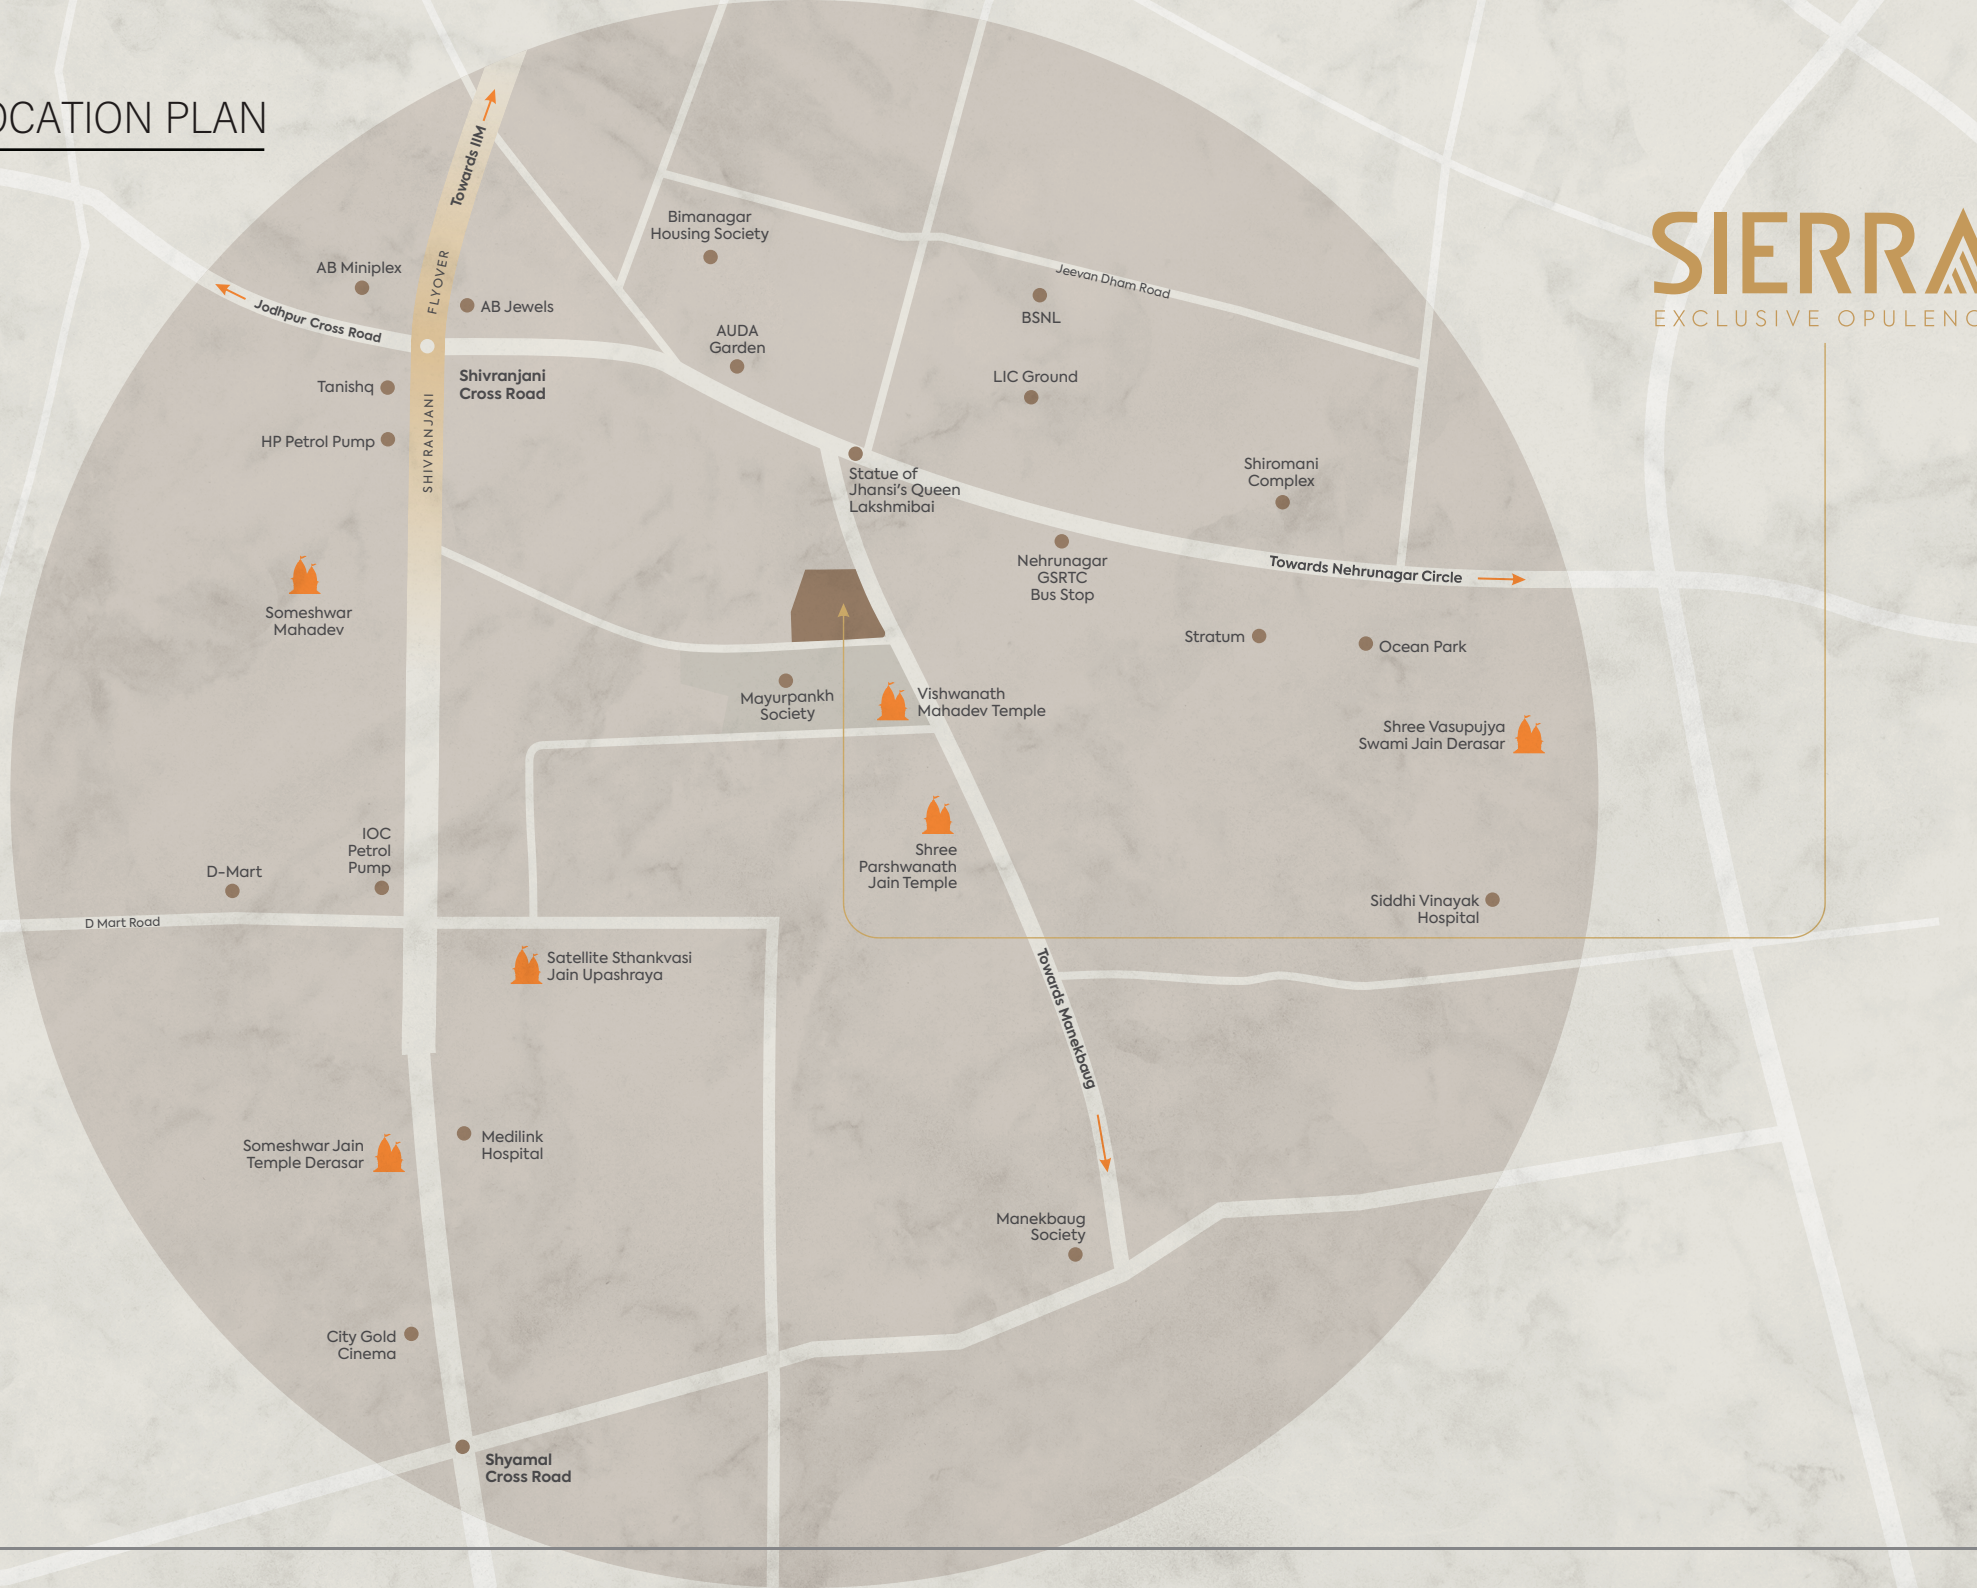 OCATION PLAN
Towards IIM
SIERRA
EXCLUSIVE OPULENC
Bimanagar
Housing Society
FLYOVER
AB Miniplex
AB Jewels
Jeevan Dham Road
BSNL
Jodhpur Cross Road
AUDA
Garden
Shivranjani
Cross Road
Tanishq
LIC Ground
HP Petrol Pump
SHIVRANJANI
Statue of
Jhansi's Queen
Lakshmibai
Shiromani
Complex
Nehrunagar
GSRTC
Bus Stop
Towards Nehrunagar Circle
Someshwar
Mahadev
Stratum
Ocean Park
Mayurpankh
Society
Vishwanath
Mahadev Temple
Shree Vasupujya
Swami Jain Derasar
IOC
Petrol
Pump
D-Mart
Shree
Parshwanath
Jain Temple
Siddhi Vinayak
Hospital
D Mart Road
Satellite Sthankvasi
Jain Upashraya
Towards Manekbaug
Someshwar Jain
Temple Derasar
Medilink
Hospital
Manekbaug
Society
City Gold
Cinema
Shyamal
Cross Road